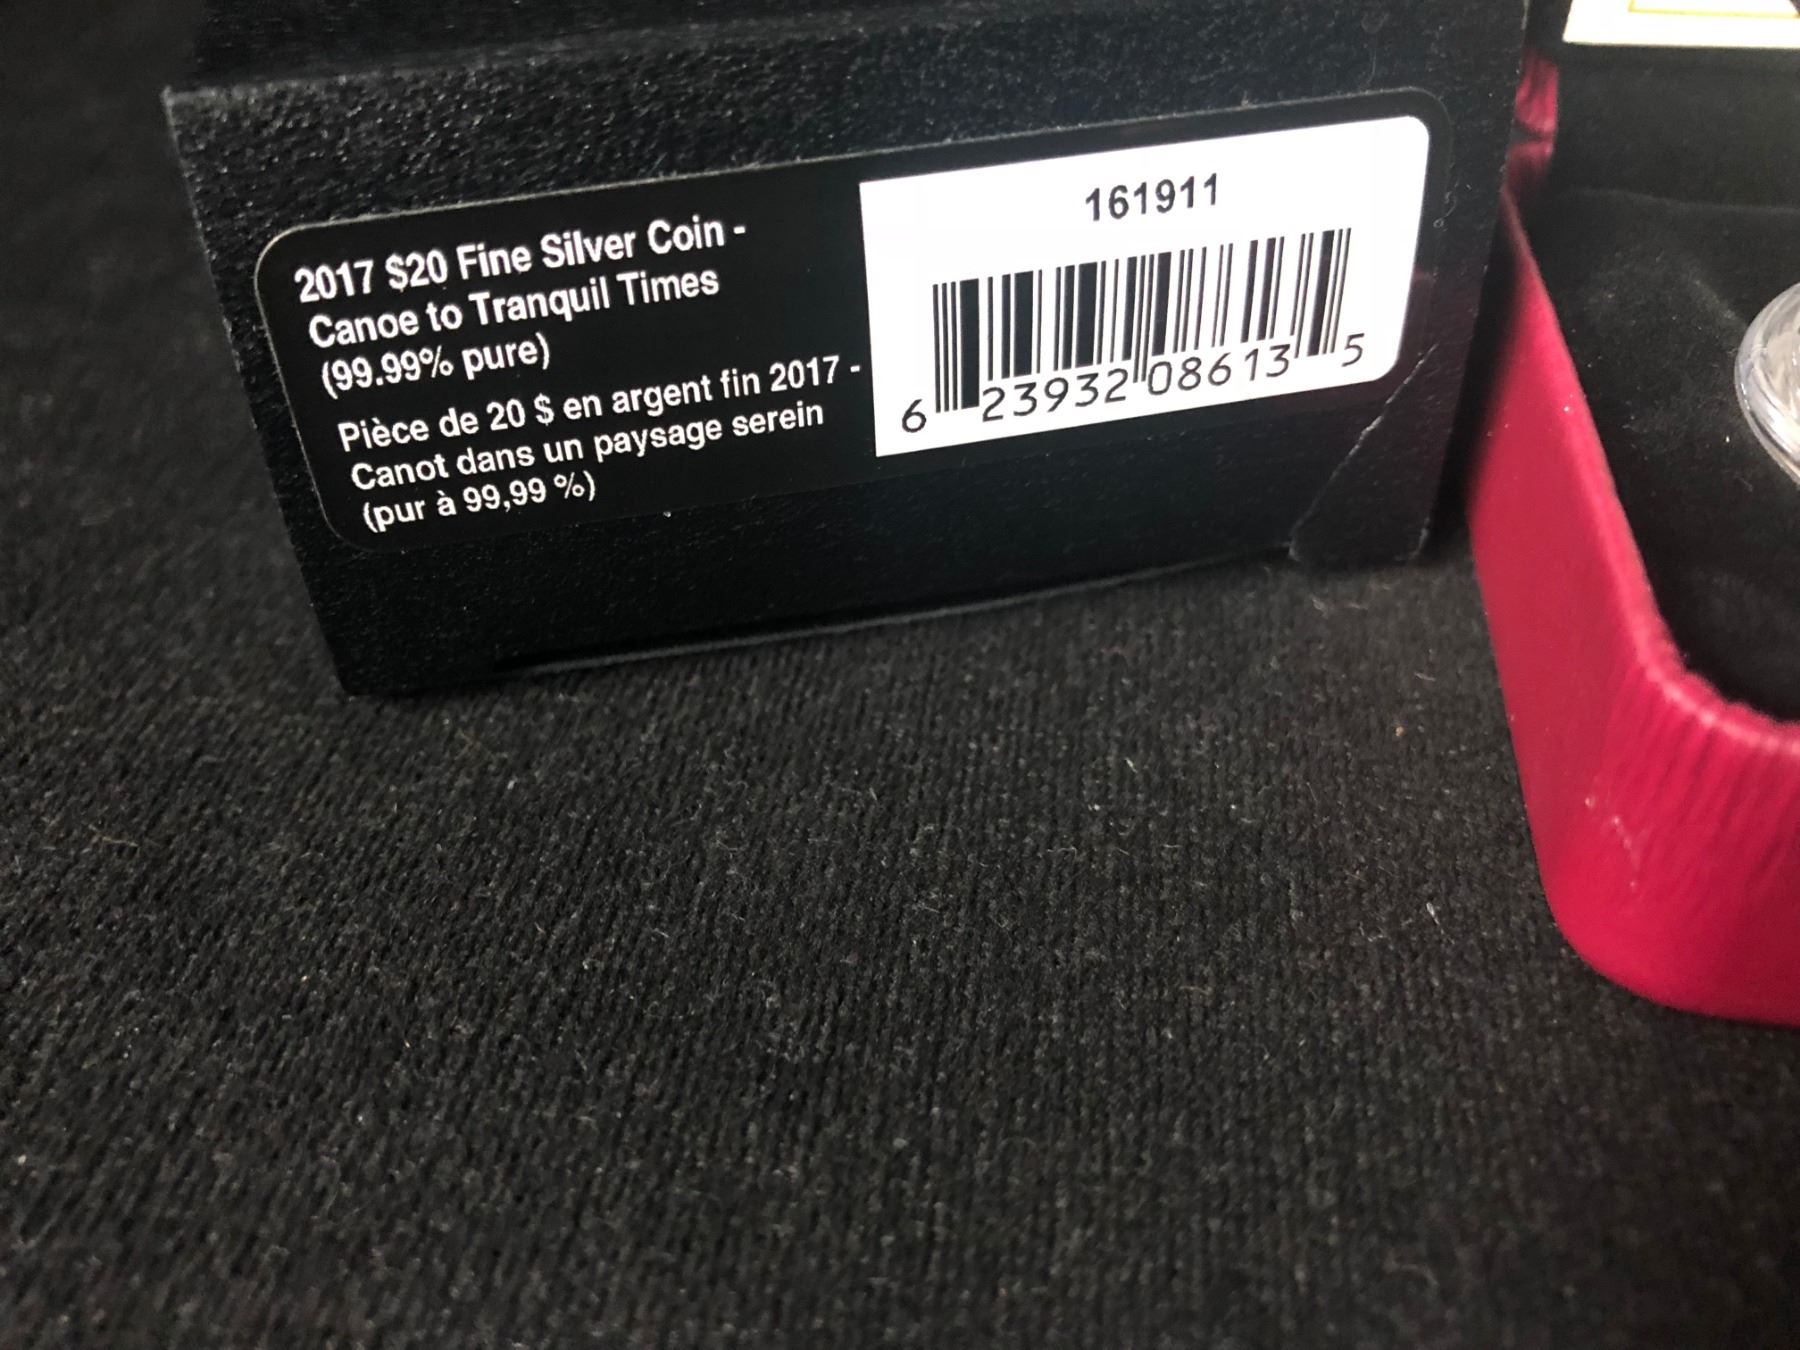 2017 $20 Fine Silver Coin -
Canoe to Tranquil Times
(99.99% pure)
Pièce de 20 $ en argent fin 2017 -
Canot dans un paysage serein
(pur à 99,99 %)
161911
6 23932 08613 5